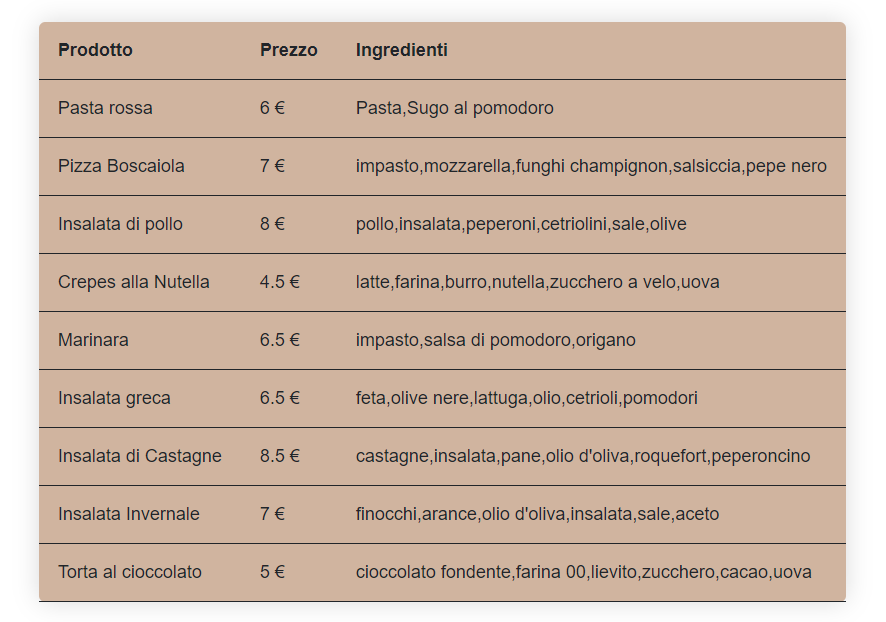 Prodotto Prezzo Ingredienti
Pasta rossa 6 € Pasta,Sugo al pomodoro
Pizza Boscaiola 7 € impasto,mozzarella,funghi champignon,salsiccia,pepe nero
Insalata di pollo 8 € pollo,insalata,peperoni,cetriolini,sale,olive
Crepes alla Nutella 4.5 € latte,farina,burro,nutella,zucchero a velo,uova
Marinara 6.5 € impasto,salsa di pomodoro,origano
Insalata greca 6.5 € feta,olive nere,lattuga,olio,cetrioli,pomodori
Insalata di Castagne 8.5 € castagne,insalata,pane,olio d'oliva,roquefort,peperoncino
Insalata Invernale 7 € finocchi,arance,olio d'oliva,insalata,sale,aceto
Torta al cioccolato 5 € cioccolato fondente,farina 00,lievito,zucchero,cacao,uova